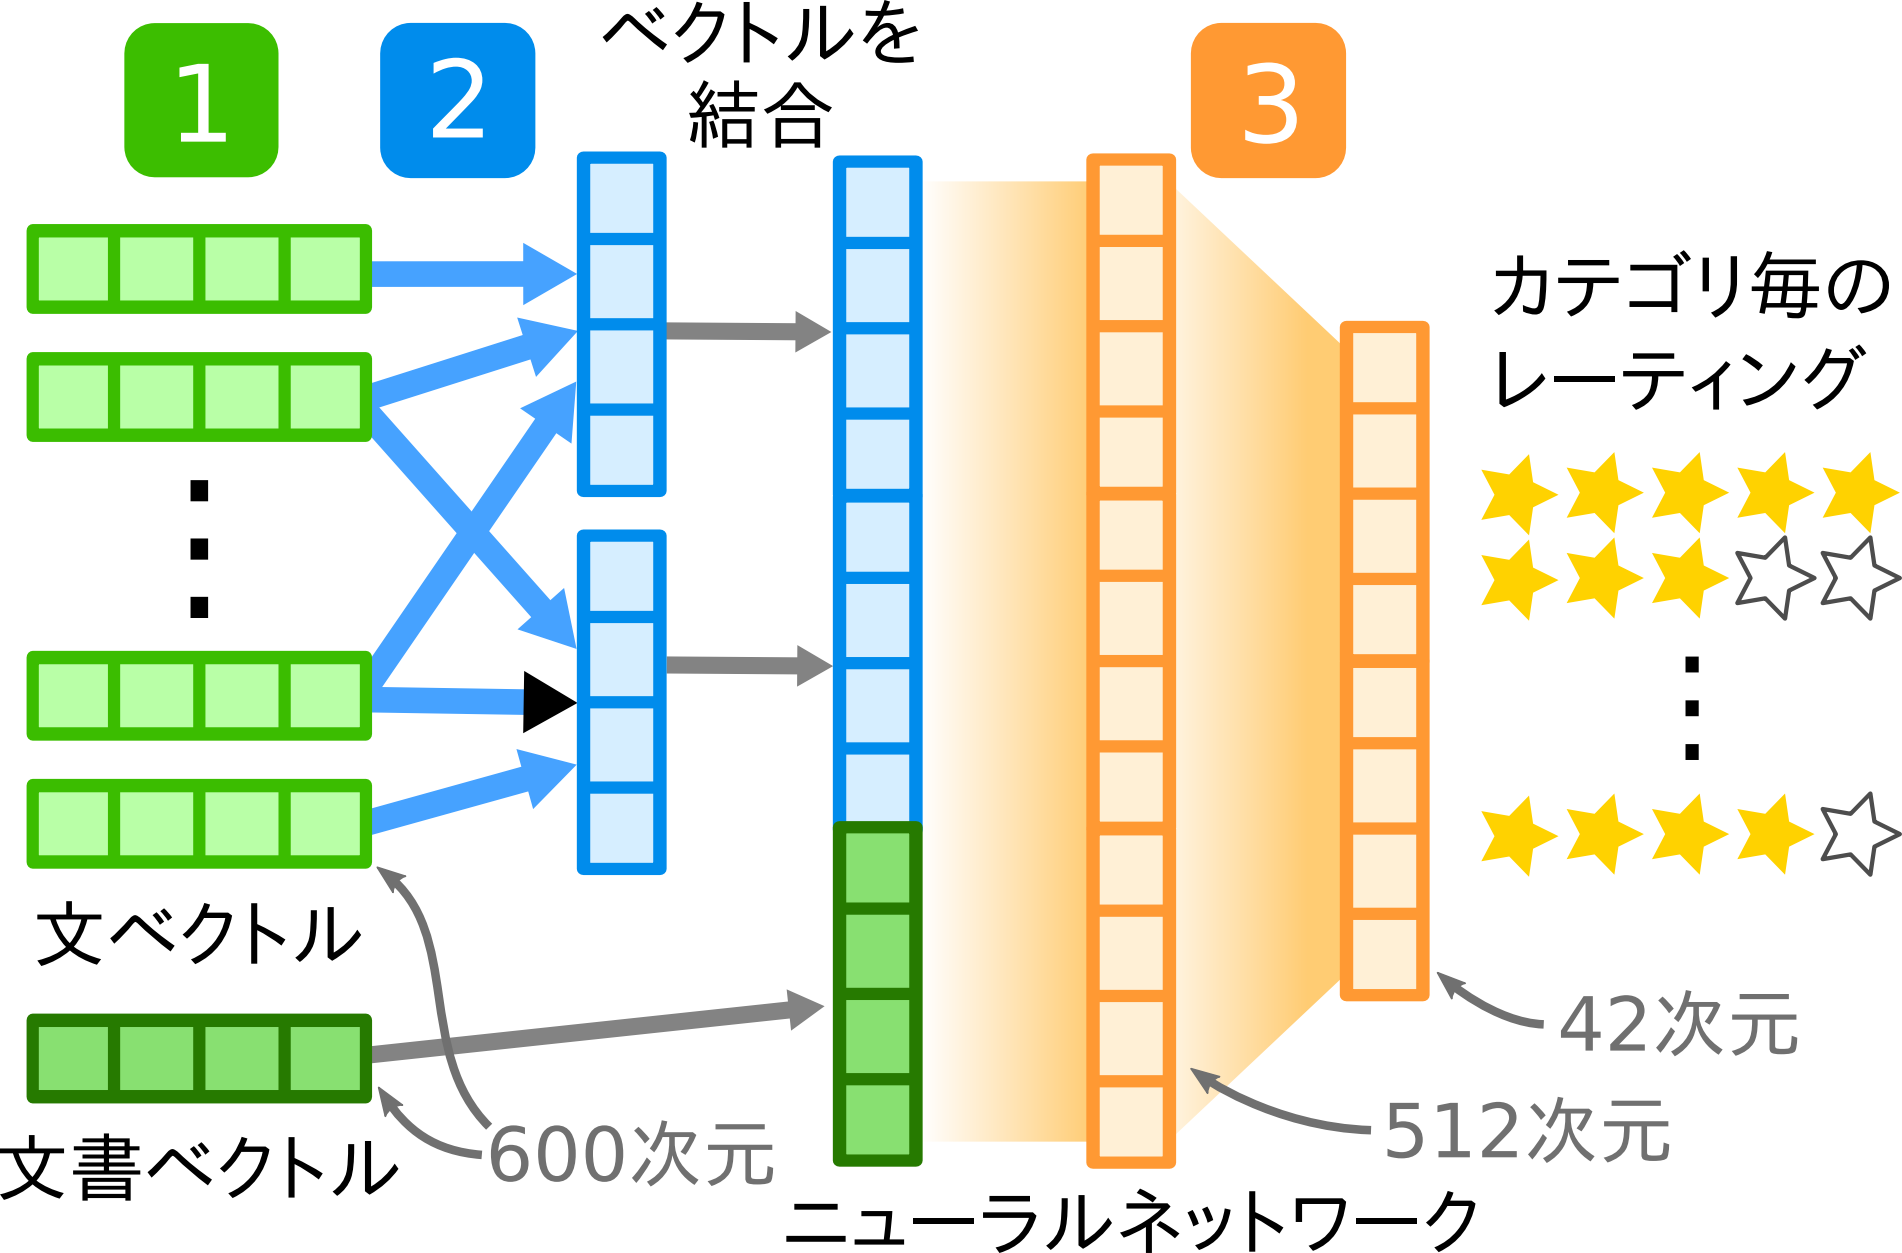 1
2
ベクトルを
結合
3
カテゴリ毎の
レーティング
文ベクトル
文書ベクトル
600次元
42次元
512次元
ニューラルネットワーク